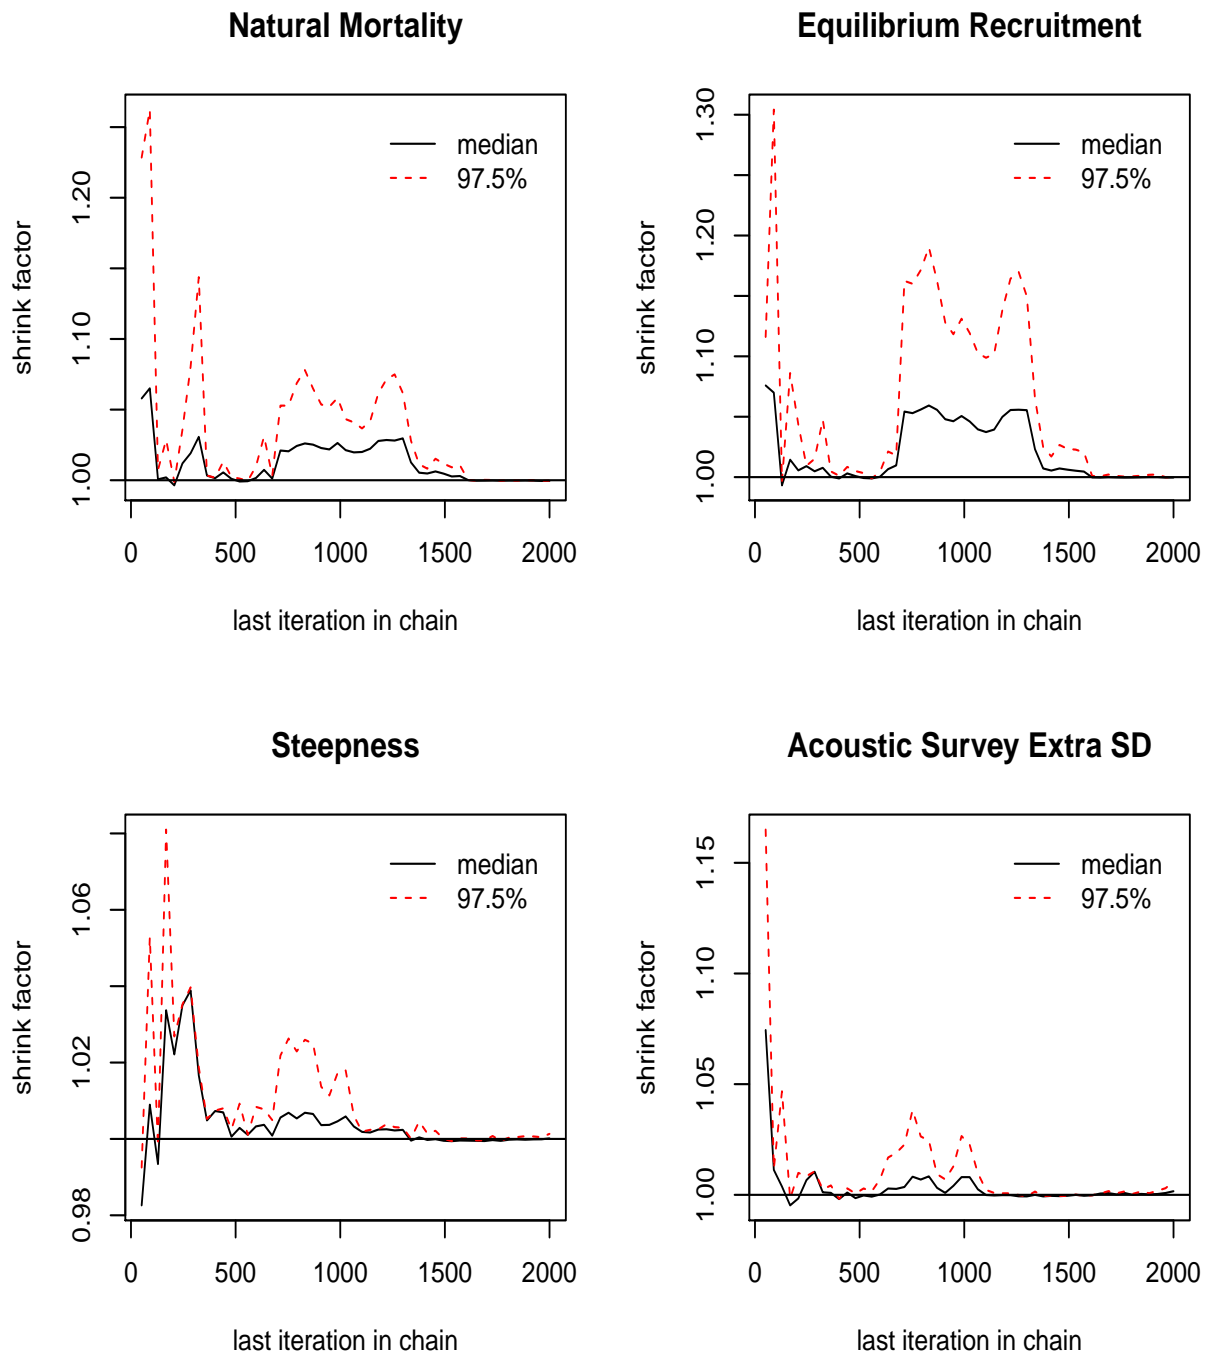 Natural Mortality
shrink factor
1.00
1.10
1.20
median
97.5%
0
500
1000
1500
2000
last iteration in chain
Equilibrium Recruitment
shrink factor
1.00
1.10
1.20
1.30
median
97.5%
0
500
1000
1500
2000
last iteration in chain
Steepness
shrink factor
0.98
1.02
1.06
median
97.5%
0
500
1000
1500
2000
last iteration in chain
Acoustic Survey Extra SD
shrink factor
1.00
1.05
1.10
1.15
median
97.5%
0
500
1000
1500
2000
last iteration in chain